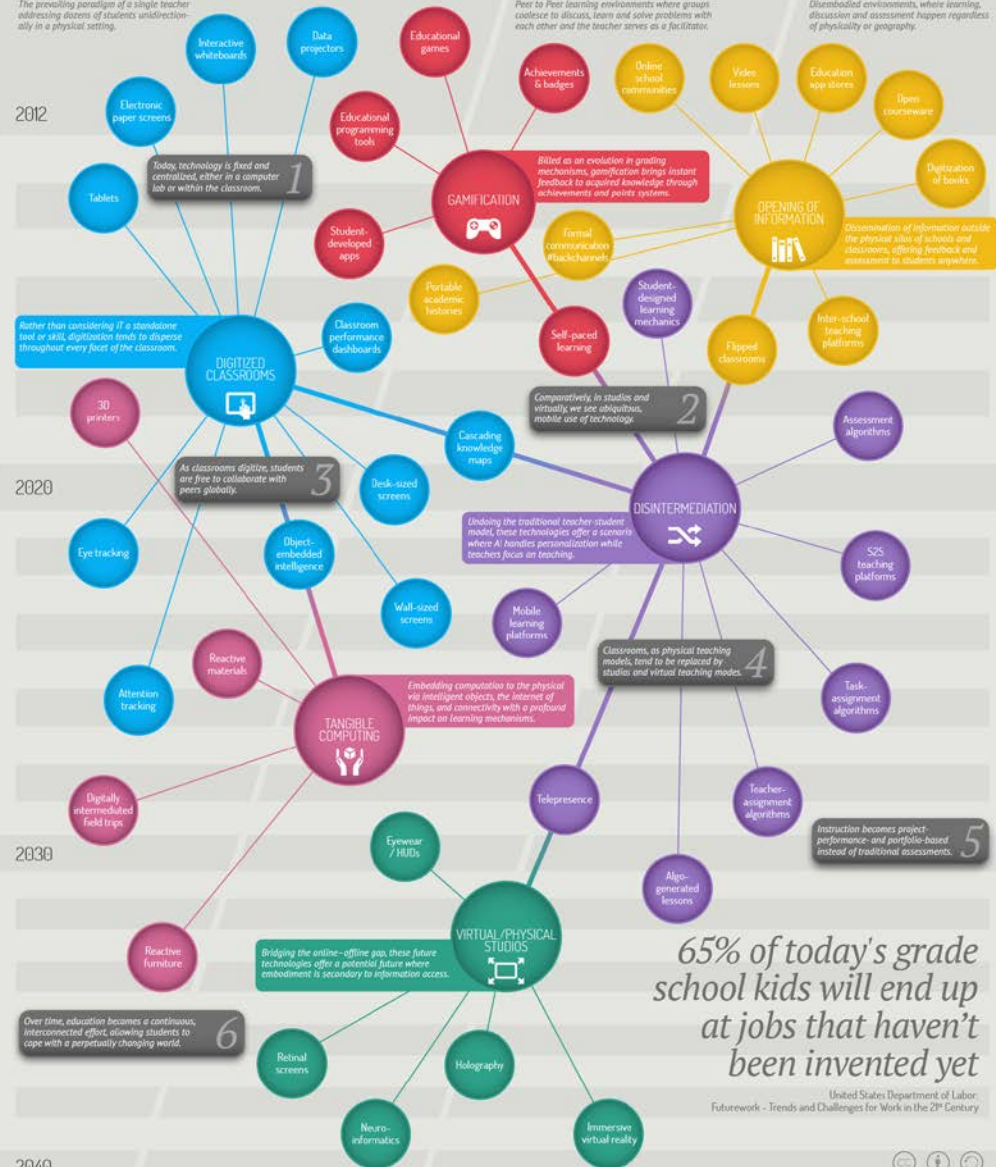 The prevailing paradigm of a single teacher
addressing dozens of students unidirection-
ally in a physical setting.
Peer to Peer learning environments where groups
coalesce to discuss, learn and solve problems with
each other and the teacher serves as a facilitator.
Disembodied environments, where learning,
discussion and assessment happen regardless
of physicality or geography.
Interactive
whiteboards
Data
projectors
Educational
games
Achievements
& badges
Online
school
communities
Video
lessons
Education
app stores
Open
courseware
2012
Electronic
paper screens
Educational
programming
tools
Today, technology is fixed and
centralized, either in a computer
lab or within the classroom.
1
Billed as an evolution in grading
mechanisms, gamification brings instant
feedback to acquired knowledge through
achievements and points systems.
Digitization
of books
Tablets
GAMIFICATION
OPENING OF
INFORMATION
Student-
developed
apps
Formal
communication
#backchannels
Dissemination of information outside
the physical silos of schools and
classrooms, offering feedback and
assessment to students anywhere.
Portable
academic
histories
Student-
designed
learning
mechanics
Rather than considering IT a standalone
tool or skill, digitization tends to disperse
throughout every facet of the classroom.
Classroom
performance
dashboards
Self-paced
learning
Flipped
classrooms
Inter-school
teaching
platforms
DIGITIZED
CLASSROOMS
3D
printers
Comparatively, in studios and
virtually, we see ubiquitous,
mobile use of technology.
2
Assessment
algorithms
Cascading
knowledge
maps
As classrooms digitize, students
are free to collaborate with
peers globally.
3
Desk-sized
screens
2020
DISINTERMEDIATION
Undoing the traditional teacher-student
model, these technologies offer a scenario
where AI handles personalization while
teachers focus on teaching.
Eye tracking
Object-
embedded
intelligence
S2S
teaching
platforms
Wall-sized
screens
Mobile
learning
platforms
Reactive
materials
Classrooms, as physical teaching
models, tend to be replaced by
studios and virtual teaching modes.
4
Attention
tracking
Embedding computation to the physical
via intelligent objects, the internet of
things, and connectivity with a profound
impact on learning mechanisms.
Task-
assignment
algorithms
TANGIBLE
COMPUTING
Digitally
intermediated
field trips
Telepresence
Teacher-
assignment
algorithms
2030
Eyewear
/ HUDs
Instruction becomes project-
performance- and portfolio-based
instead of traditional assessments.
5
Algo-
generated
lessons
Reactive
furniture
Bridging the online-offline gap, these future
technologies offer a potential future where
embodiment is secondary to information access.
VIRTUAL/PHYSICAL
STUDIOS
65% of today's grade
school kids will end up
at jobs that haven't
been invented yet
Over time, education becomes a continuous,
interconnected effort, allowing students to
cope with a perpetually changing world.
6
Retinal
screens
Holography
United States Department of Labor:
Futurework - Trends and Challenges for Work in the 21st Century
Neuro-
informatics
Immersive
virtual reality
2040